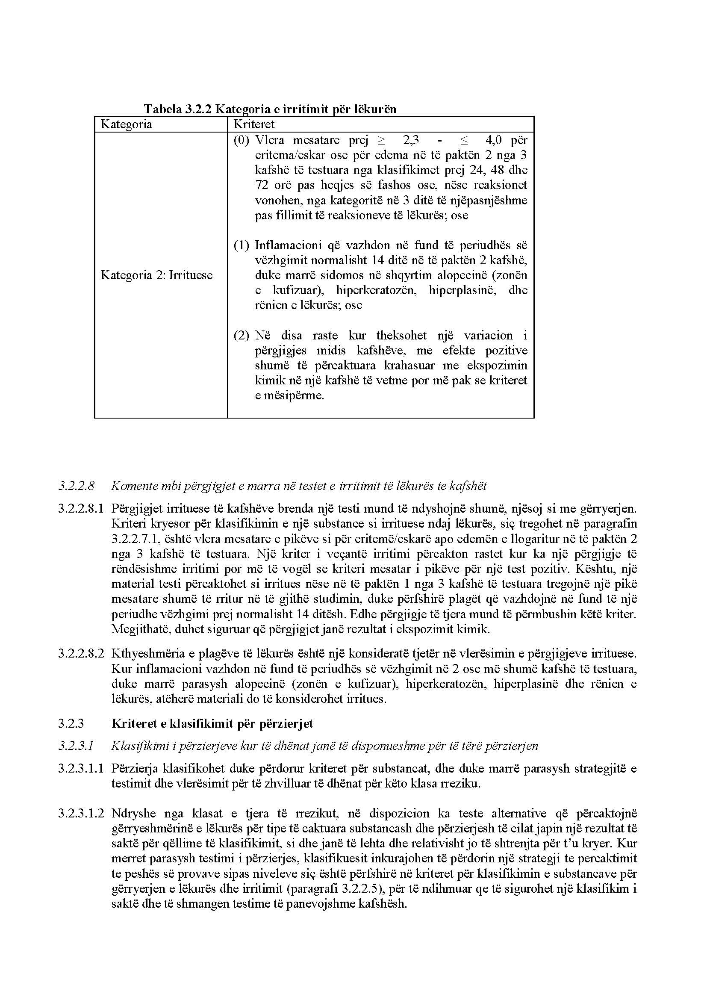 Tabela 3.2.2 Kategoria e irritimit për lëkurën
Kategoria
Kriteret
Kategoria 2: Irrituese
(0) Vlera mesatare prej ≥ 2,3 - ≤ 4,0 për
eritema/eskar ose për edema në të paktën 2 nga 3
kafshë të testuara nga klasifikimet prej 24, 48 dhe
72 orë pas heqjes së fashos ose, nëse reaksionet
vonohen, nga kategoritë në 3 ditë të njëpasnjëshme
pas fillimit të reaksioneve të lëkurës; ose
(1) Inflamacioni që vazhdon në fund të periudhës së
vëzhgimit normalisht 14 ditë në të paktën 2 kafshë,
duke marrë sidomos në shqyrtim alopecinë (zonën
e kufizuar), hiperkeratozën, hiperplasinë, dhe
rënien e lëkurës; ose
(2) Në disa raste kur theksohet një variacion i
përgjigjes midis kafshëve, me efekte pozitive
shumë të përcaktuara krahasuar me ekspozimin
kimik në një kafshë të vetme por më pak se kriteret
e mësipërme.
3.2.2.8 Komente mbi përgjigjet e marra në testet e irritimit të lëkurës te kafshët
3.2.2.8.1 Përgjigjet irrituese të kafshëve brenda një testi mund të ndyshojnë shumë, njësoj si me gërryerjen.
Kriteri kryesor për klasifikimin e një substance si irrituese ndaj lëkurës, siç tregohet në paragrafin
3.2.2.7.1, është vlera mesatare e pikëve si për eritemë/eskarë apo edemën e llogaritur në të paktën 2
nga 3 kafshë të testuara. Një kriter i veçantë irritimi përcakton rastet kur ka një përgjigje të
rëndësishme irritimi por më të vogël se kriteri mesatar i pikëve për një test pozitiv. Kështu, një
material testi përcaktohet si irritues nëse në të paktën 1 nga 3 kafshë të testuara tregojnë një pikë
mesatare shumë të rritur në të gjithë studimin, duke përfshirë plagët që vazhdojnë në fund të një
periudhe vëzhgimi prej normalisht 14 ditësh. Edhe përgjigje të tjera mund të përmbushin këtë kriter.
Megjithatë, duhet siguruar që përgjigjet janë rezultat i ekspozimit kimik.
3.2.2.8.2 Kthyeshmëria e plagëve të lëkurës është një konsideratë tjetër në vlerësimin e përgjigjeve irrituese.
Kur inflamacioni vazhdon në fund të periudhës së vëzhgimit në 2 ose më shumë kafshë të testuara,
duke marrë parasysh alopecinë (zonën e kufizuar), hiperkeratozën, hiperplasinë dhe rënien e
lëkurës, atëherë materiali do të konsiderohet irritues.
3.2.3 Kriteret e klasifikimit për përzierjet
3.2.3.1 Klasifikimi i përzierjeve kur të dhënat janë të disponueshme për të tërë përzierjen
3.2.3.1.1 Përzierja klasifikohet duke përdorur kriteret për substancat, dhe duke marrë parasysh strategjitë e
testimit dhe vlerësimit për të zhvilluar të dhënat për këto klasa rreziku.
3.2.3.1.2 Ndryshe nga klasat e tjera të rrezikut, në dispozicion ka teste alternative që përcaktojnë
gërryeshmërinë e lëkurës për tipe të caktuara substancash dhe përzierjesh të cilat japin një rezultat të
saktë për qëllime të klasifikimit, si dhe janë të lehta dhe relativisht jo të shtrenjta për t’u kryer. Kur
merret parasysh testimi i përzierjes, klasifikuesit inkurajohen të përdorin një strategji te percaktimit
te peshës së provave sipas niveleve siç është përfshirë në kriteret për klasifikimin e substancave për
gërryerjen e lëkurës dhe irritimit (paragrafi 3.2.2.5), për të ndihmuar qe të sigurohet një klasifikim i
saktë dhe të shmangen testime të panevojshme kafshësh.